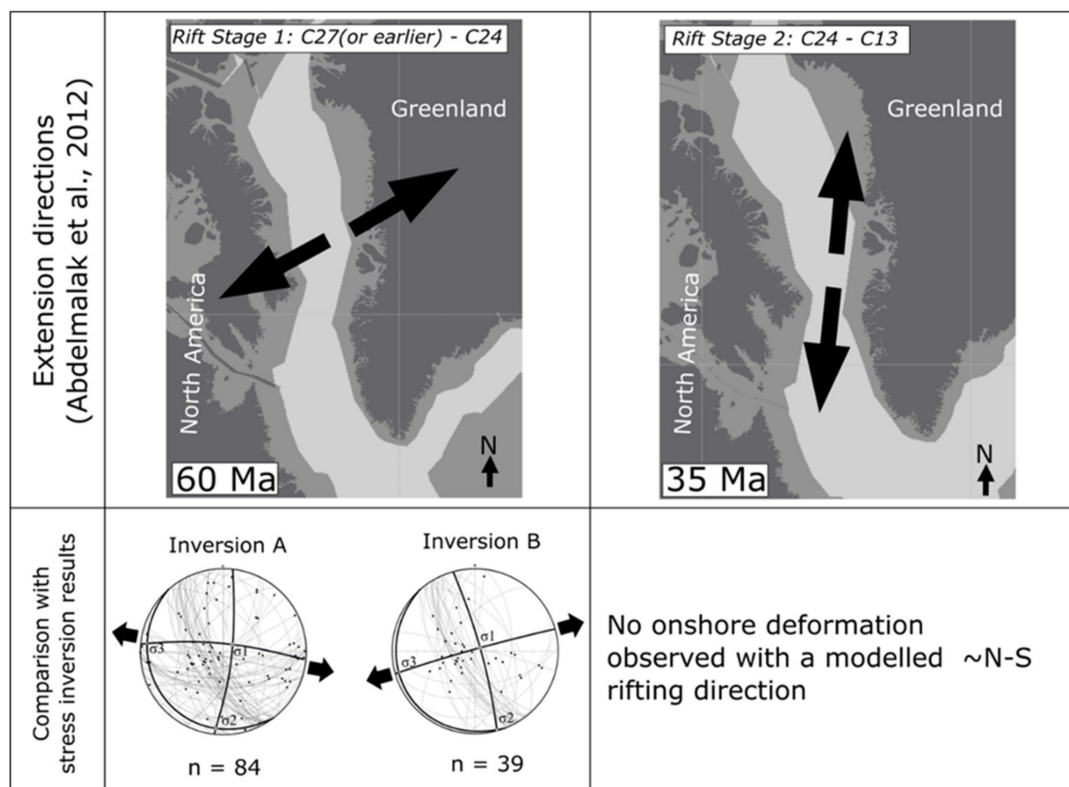 Extension directions
(Abdelmalak et al., 2012)
Rift Stage 1: C27(or earlier) - C24
Greenland
North America
N
60 Ma
Rift Stage 2: C24 - C13
Greenland
North America
N
35 Ma
Comparison with
stress inversion results
Inversion A
σ3
σ1
σ2
n = 84
Inversion B
σ1
σ3
σ2
n = 39
No onshore deformation
observed with a modelled ~N-S
rifting direction